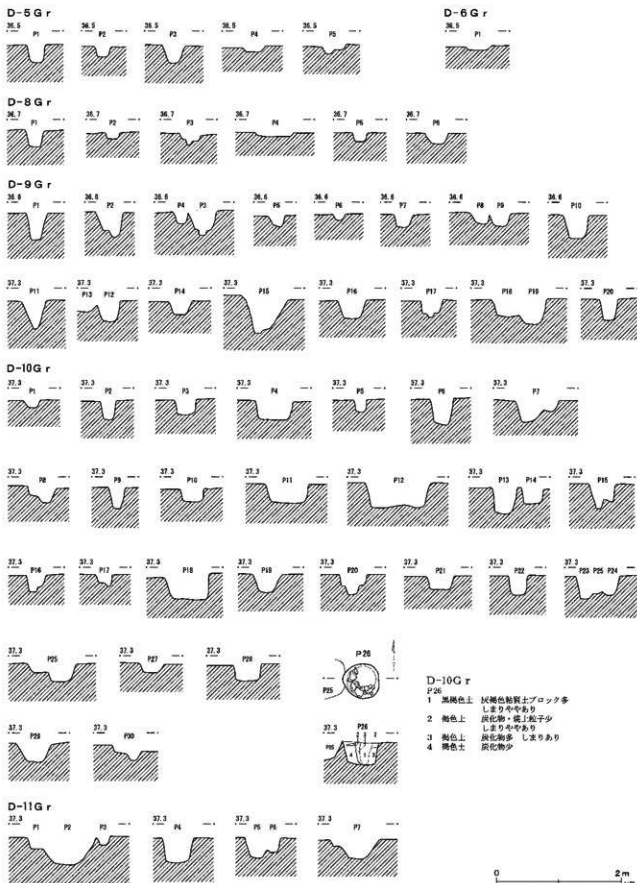 D-5Gr D-6Gr
36.5 36.5 36.5 36.5 36.5 36.5
P1 P2 P3 P4 P5 P1
D-8Gr
36.7 36.7 36.7 36.7 36.7 36.7
P1 P2 P3 P4 P5 P6
D-9Gr
36.6 36.6 36.6 36.6 36.6 36.6 36.6 36.6
P1 P2 P4 P3 P5 P6 P7 P8 P9 P10
37.3 37.3 37.3 37.3 37.3 37.3 37.3 37.3
P11 P13 P12 P14 P15 P16 P17 P18 P19 P20
D-10Gr
37.3 37.3 37.3 37.3 37.3 37.3 37.3
P1 P2 P3 P4 P5 P6 P7
37.3 37.3 37.3 37.3 37.3 37.3 37.3
P8 P9 P10 P11 P12 P13 P14 P15
37.3 37.3 37.3 37.3 37.3 37.3 37.3 37.3
P16 P17 P18 P19 P20 P21 P22 P23 P25 P24
37.3 37.3 37.3
P25 P27 P28
P26
P25
D-10Gr
P26
1 黒褐色土 灰褐色粘質土ブロック多
しまりややあり
2 褐色土 炭化物・焼土粒子少
しまりややあり
3 褐色土 炭化物多 しまりあり
4 褐色土 炭化物少
37.3 37.3 37.3
P29 P30 P26
D-11Gr
37.3 37.3 37.3 37.3
P1 P2 P3 P4 P5 P6 P7
0 2m